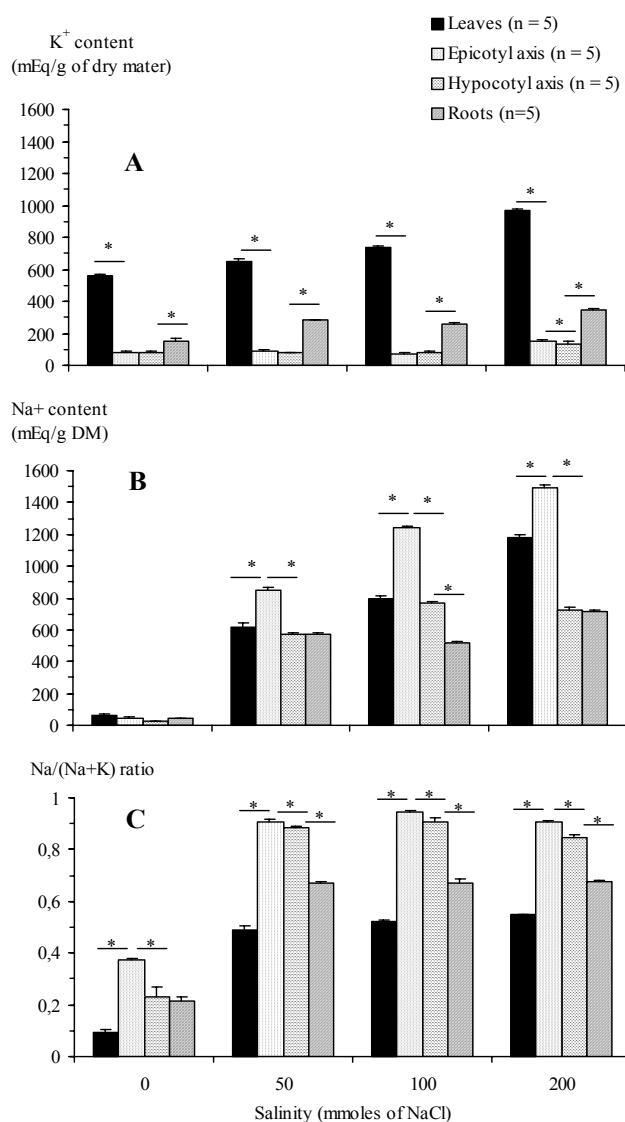 Leaves (n = 5)
Epicotyl axis (n = 5)
Hypocotyl axis (n = 5)
Roots (n=5)
K+ content
(mEq/g of dry mater)
A
1600
1400
1200
1000
800
600
400
200
0
* * * * * * * * *
Na+ content
(mEq/g DM)
B
1600
1400
1200
1000
800
600
400
200
0
* * * * * * *
Na/(Na+K) ratio
C
1
0,8
0,6
0,4
0,2
0
* * * * * * * * * * *
0 50 100 200
Salinity (mmoles of NaCl)